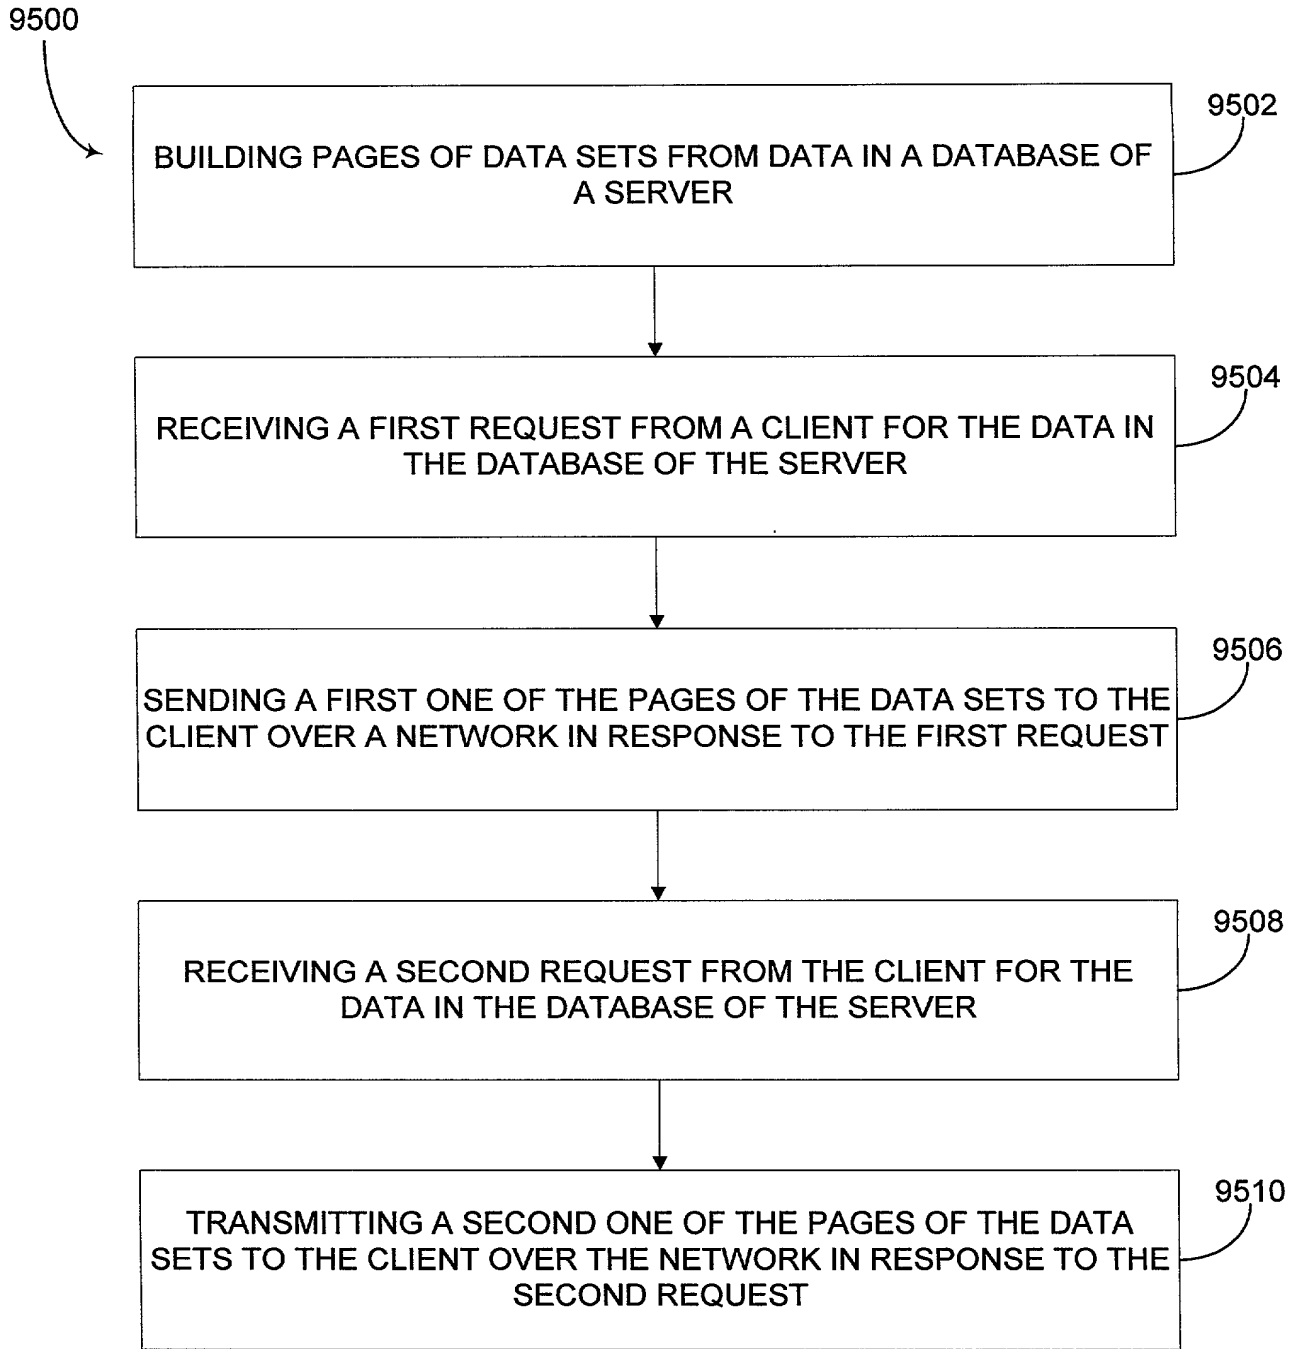 9500
9502
BUILDING PAGES OF DATA SETS FROM DATA IN A DATABASE OF
A SERVER
9504
RECEIVING A FIRST REQUEST FROM A CLIENT FOR THE DATA IN
THE DATABASE OF THE SERVER
9506
SENDING A FIRST ONE OF THE PAGES OF THE DATA SETS TO THE
CLIENT OVER A NETWORK IN RESPONSE TO THE FIRST REQUEST
9508
RECEIVING A SECOND REQUEST FROM THE CLIENT FOR THE
DATA IN THE DATABASE OF THE SERVER
9510
TRANSMITTING A SECOND ONE OF THE PAGES OF THE DATA
SETS TO THE CLIENT OVER THE NETWORK IN RESPONSE TO THE
SECOND REQUEST